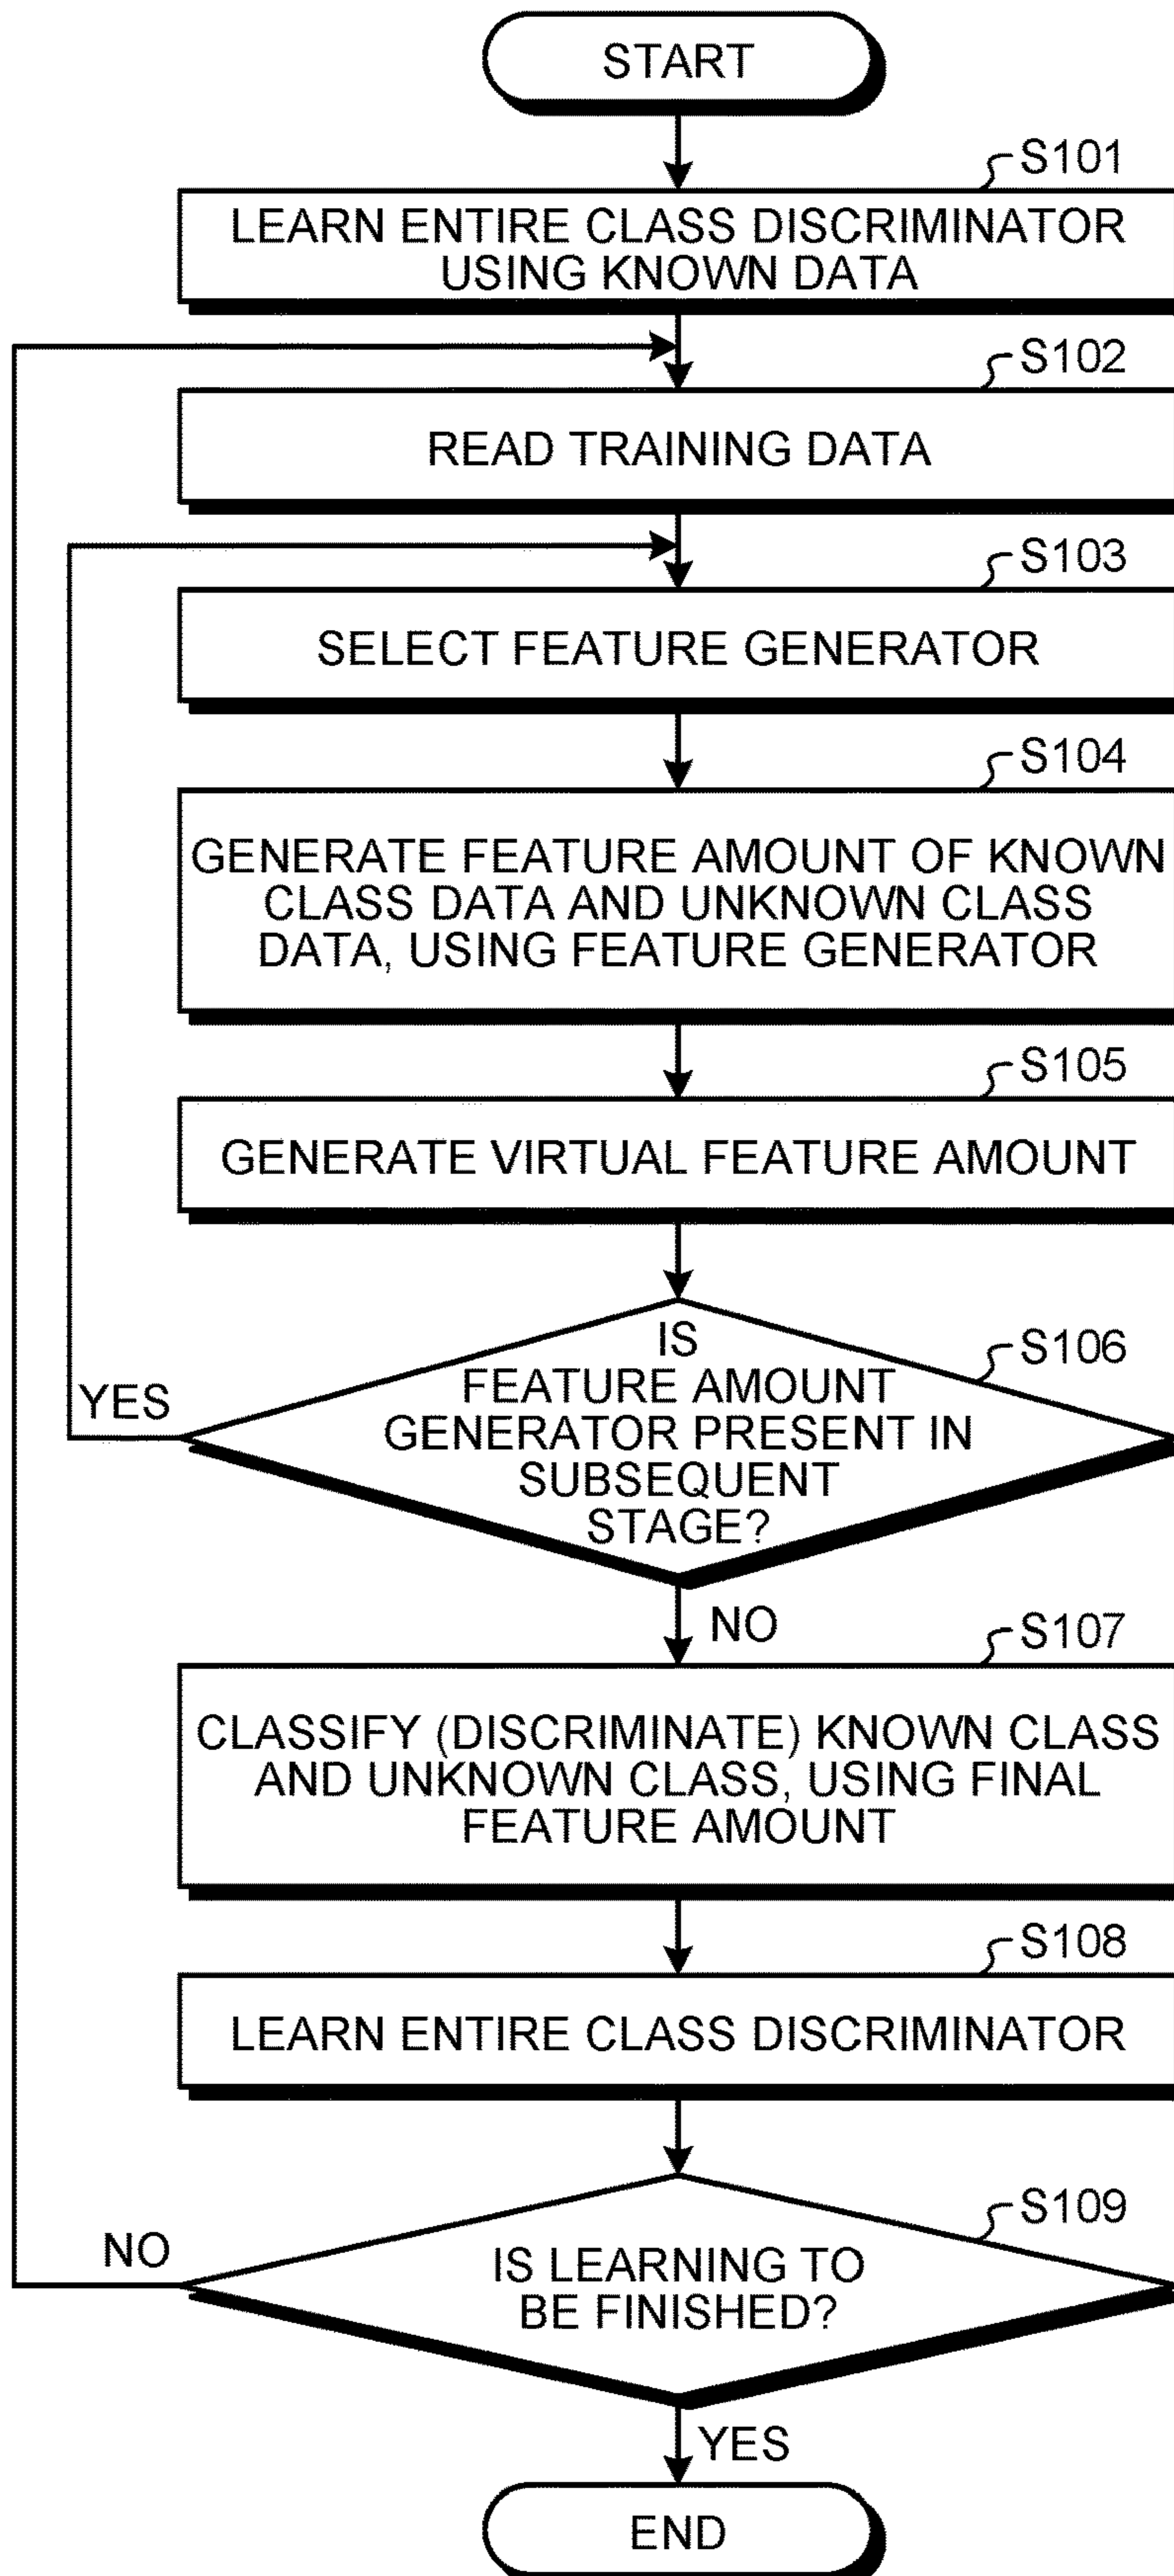 START
S101
LEARN ENTIRE CLASS DISCRIMINATOR
USING KNOWN DATA
S102
READ TRAINING DATA
S103
SELECT FEATURE GENERATOR
S104
GENERATE FEATURE AMOUNT OF KNOWN
CLASS DATA AND UNKNOWN CLASS
DATA, USING FEATURE GENERATOR
S105
GENERATE VIRTUAL FEATURE AMOUNT
S106
IS
FEATURE AMOUNT
GENERATOR PRESENT IN
SUBSEQUENT
STAGE?
YES
NO
S107
CLASSIFY (DISCRIMINATE) KNOWN CLASS
AND UNKNOWN CLASS, USING FINAL
FEATURE AMOUNT
S108
LEARN ENTIRE CLASS DISCRIMINATOR
S109
IS LEARNING TO
BE FINISHED?
NO
YES
END